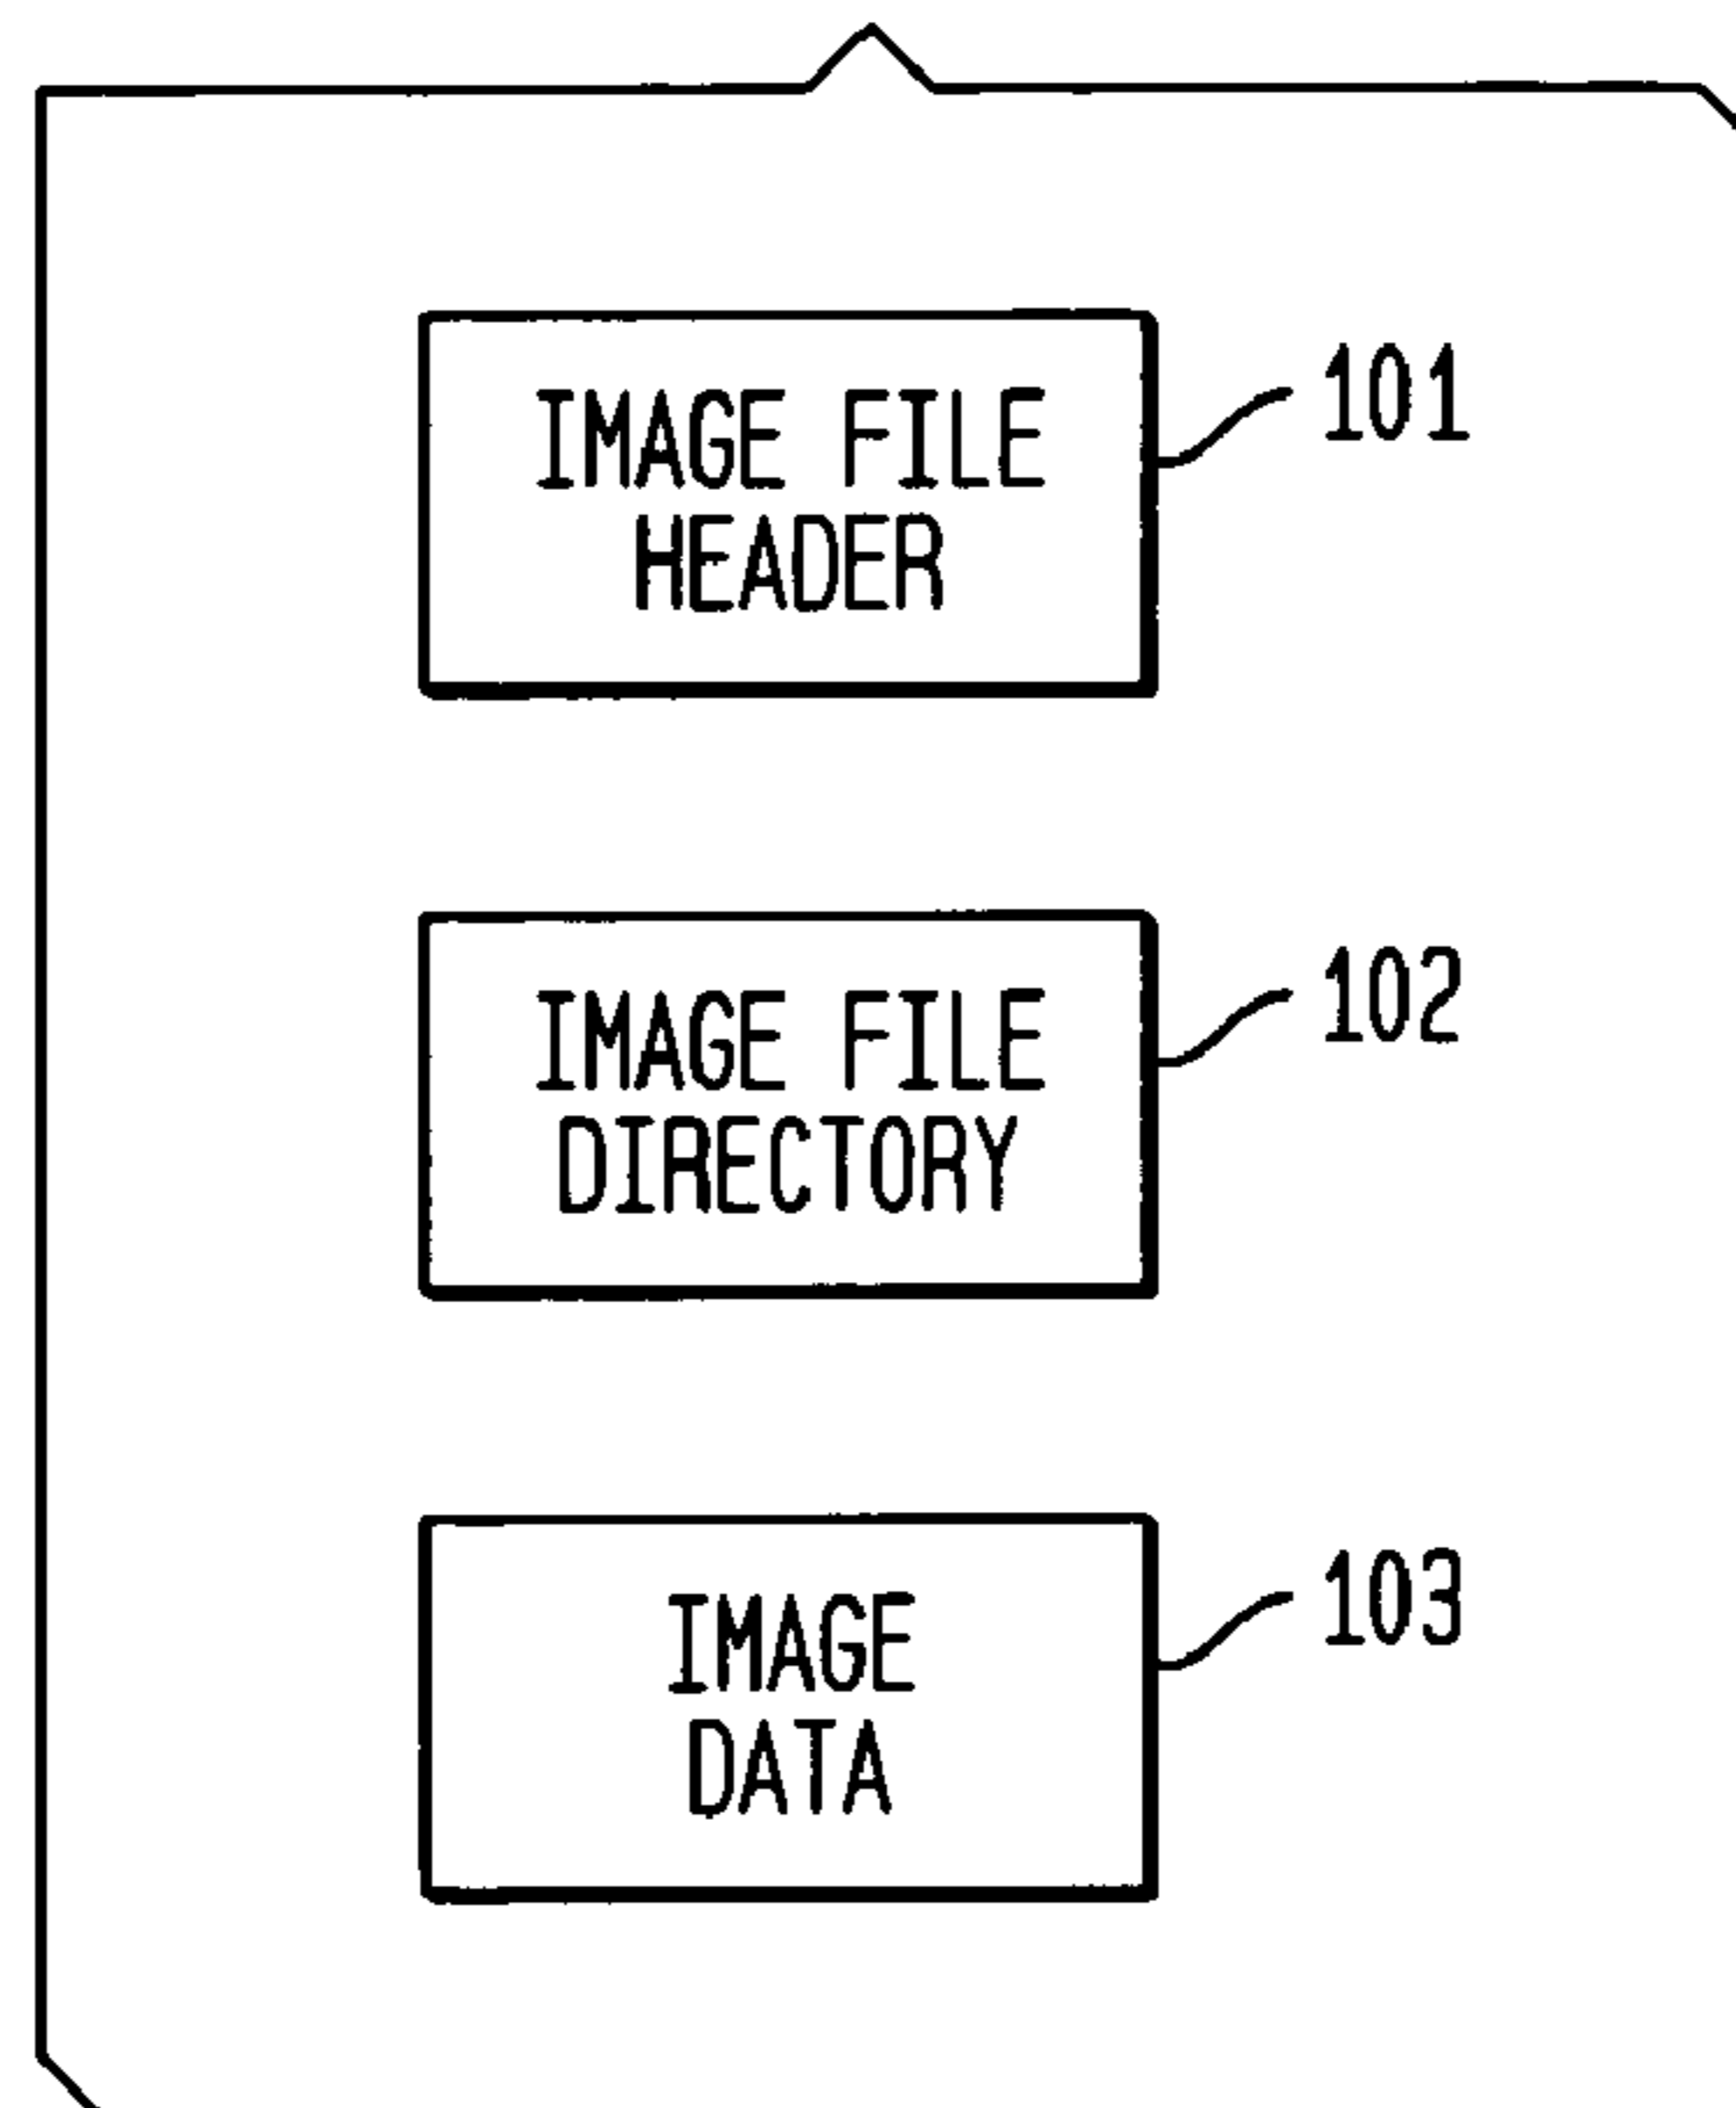 IMAGE FILE
HEADER
101
IMAGE FILE
DIRECTORY
102
IMAGE
DATA
103